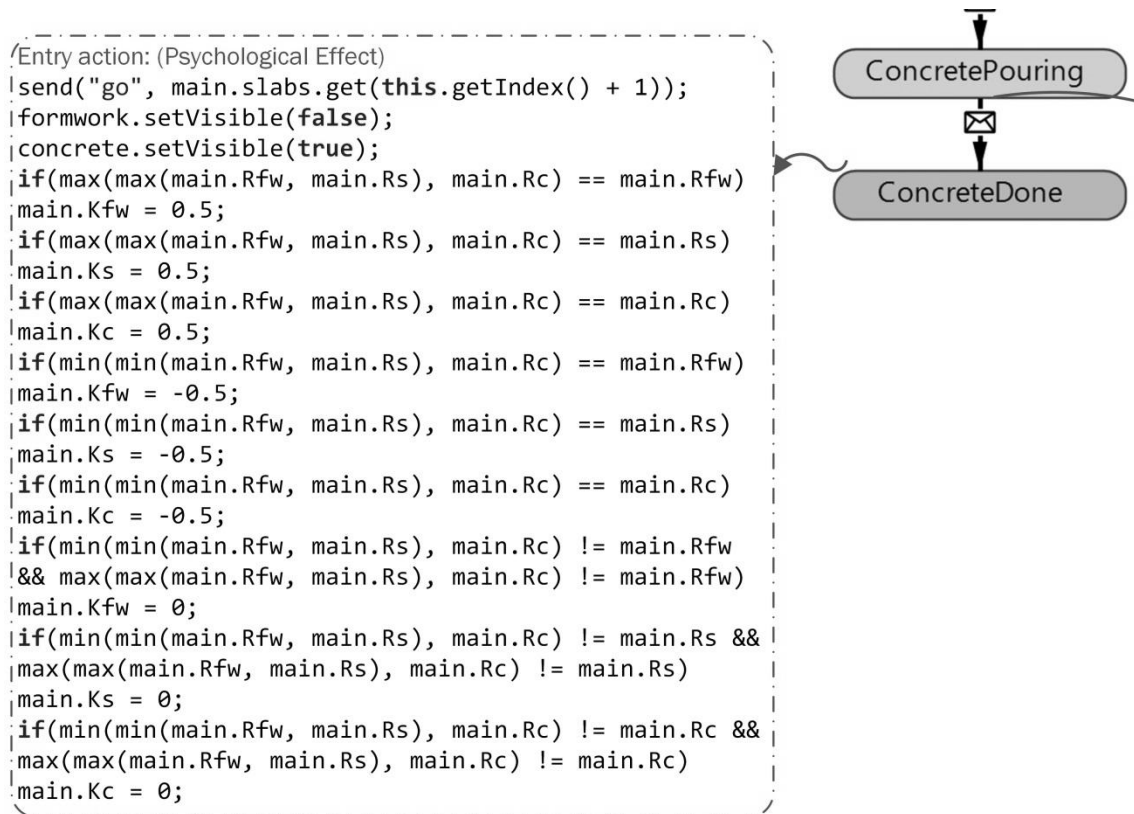 Entry action: (Psychological Effect)
send("go", main.slabs.get(this.getIndex() + 1));
formwork.setVisible(false);
concrete.setVisible(true);
if(max(max(main.Rfw, main.Rs), main.Rc) == main.Rfw)
main.Kfw = 0.5;
if(max(max(main.Rfw, main.Rs), main.Rc) == main.Rs)
main.Ks = 0.5;
if(max(max(main.Rfw, main.Rs), main.Rc) == main.Rc)
main.Kc = 0.5;
if(min(min(main.Rfw, main.Rs), main.Rc) == main.Rfw)
main.Kfw = -0.5;
if(min(min(main.Rfw, main.Rs), main.Rc) == main.Rs)
main.Ks = -0.5;
if(min(min(main.Rfw, main.Rs), main.Rc) == main.Rc)
main.Kc = -0.5;
if(min(min(main.Rfw, main.Rs), main.Rc) != main.Rfw
&& max(max(main.Rfw, main.Rs), main.Rc) != main.Rfw)
main.Kfw = 0;
if(min(min(main.Rfw, main.Rs), main.Rc) != main.Rs &&
max(max(main.Rfw, main.Rs), main.Rc) != main.Rs)
main.Ks = 0;
if(min(min(main.Rfw, main.Rs), main.Rc) != main.Rc &&
max(max(main.Rfw, main.Rs), main.Rc) != main.Rc)
main.Kc = 0;
ConcretePouring
ConcreteDone